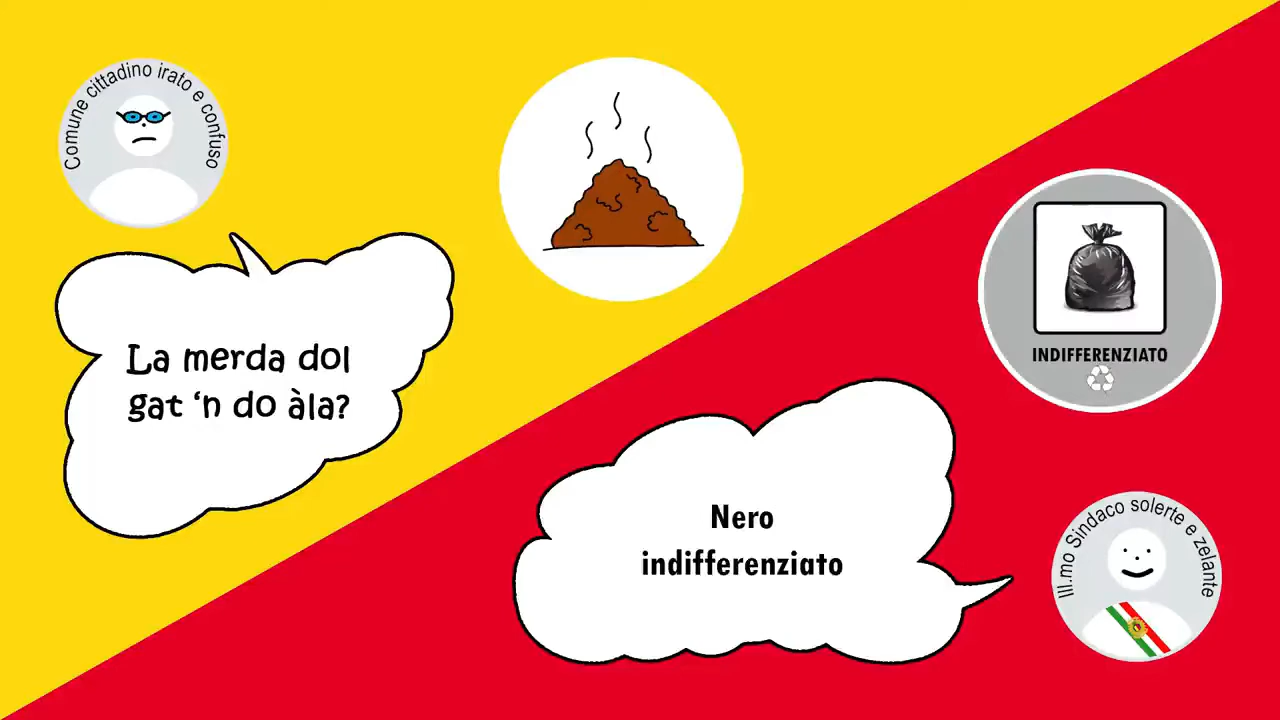 Comune cittadino irato e confuso
La merda dol
gat ‘n do àla?
INDIFFERENZIATO
Nero
indifferenziato
Ill.mo Sindaco solerte e zelante